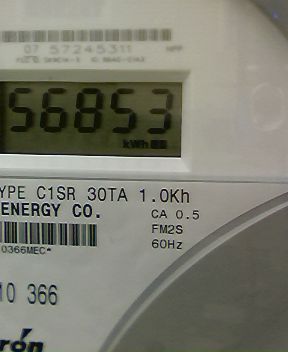 07 57245311
56853
kWh
YPE C1SR 30TA 1.0Kh
ENERGY CO.
CA 0.5
FM2S
0366MEC*
60Hz
10 366
rón